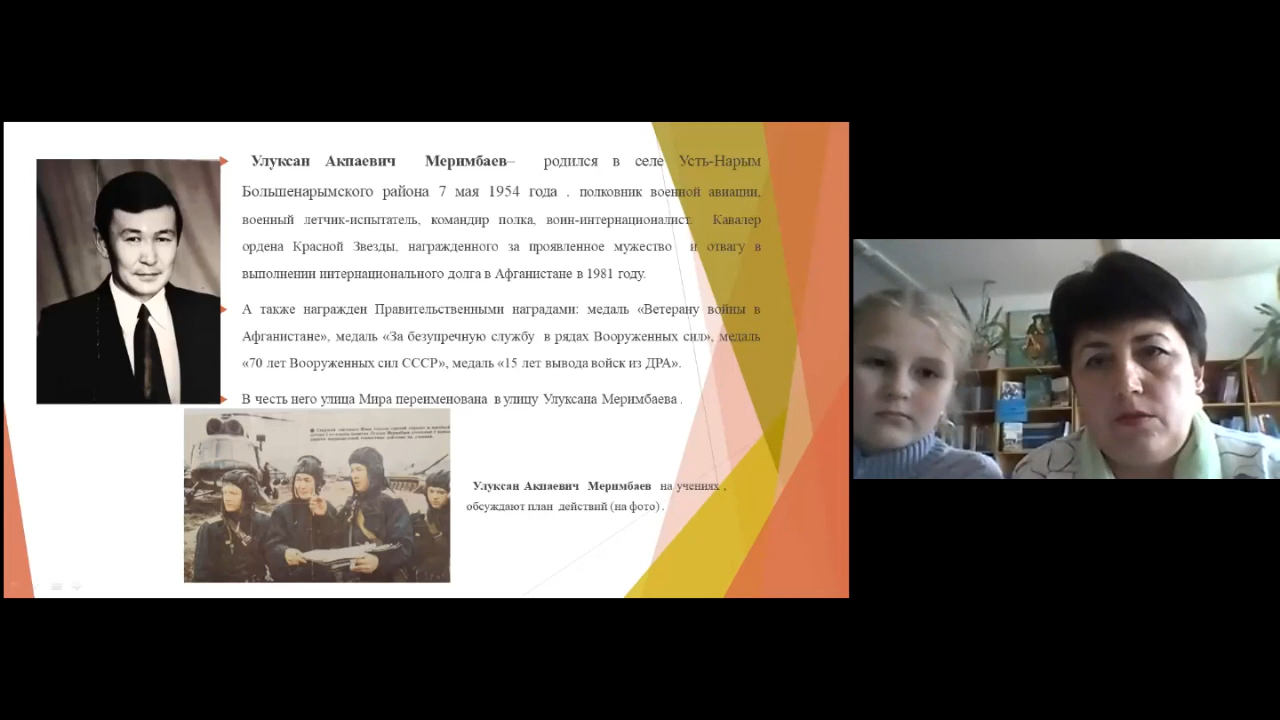 Улуксан Акпаевич Меримбаев– родился в селе Усть-Нарым
Большенарымского района 7 мая 1954 года . полковник военной авиации,
военный летчик-испытатель, командир полка, воин-интернационалист. Кавалер
ордена Красной Звезды, награжденного за проявленное мужество и отвагу в
выполнении интернационального долга в Афганистане в 1981 году.
А также награжден Правительственными наградами: медаль «Ветерану войны в
Афганистане», медаль «За безупречную службу в рядах Вооруженных сил», медаль
«70 лет Вооруженных сил СССР», медаль «15 лет вывода войск из ДРА».
В честь него улица Мира переименована в улицу Улуксана Меримбаева .
Улуксан Акпаевич Меримбаев на учениях ,
обсуждают план действий (на фото) .